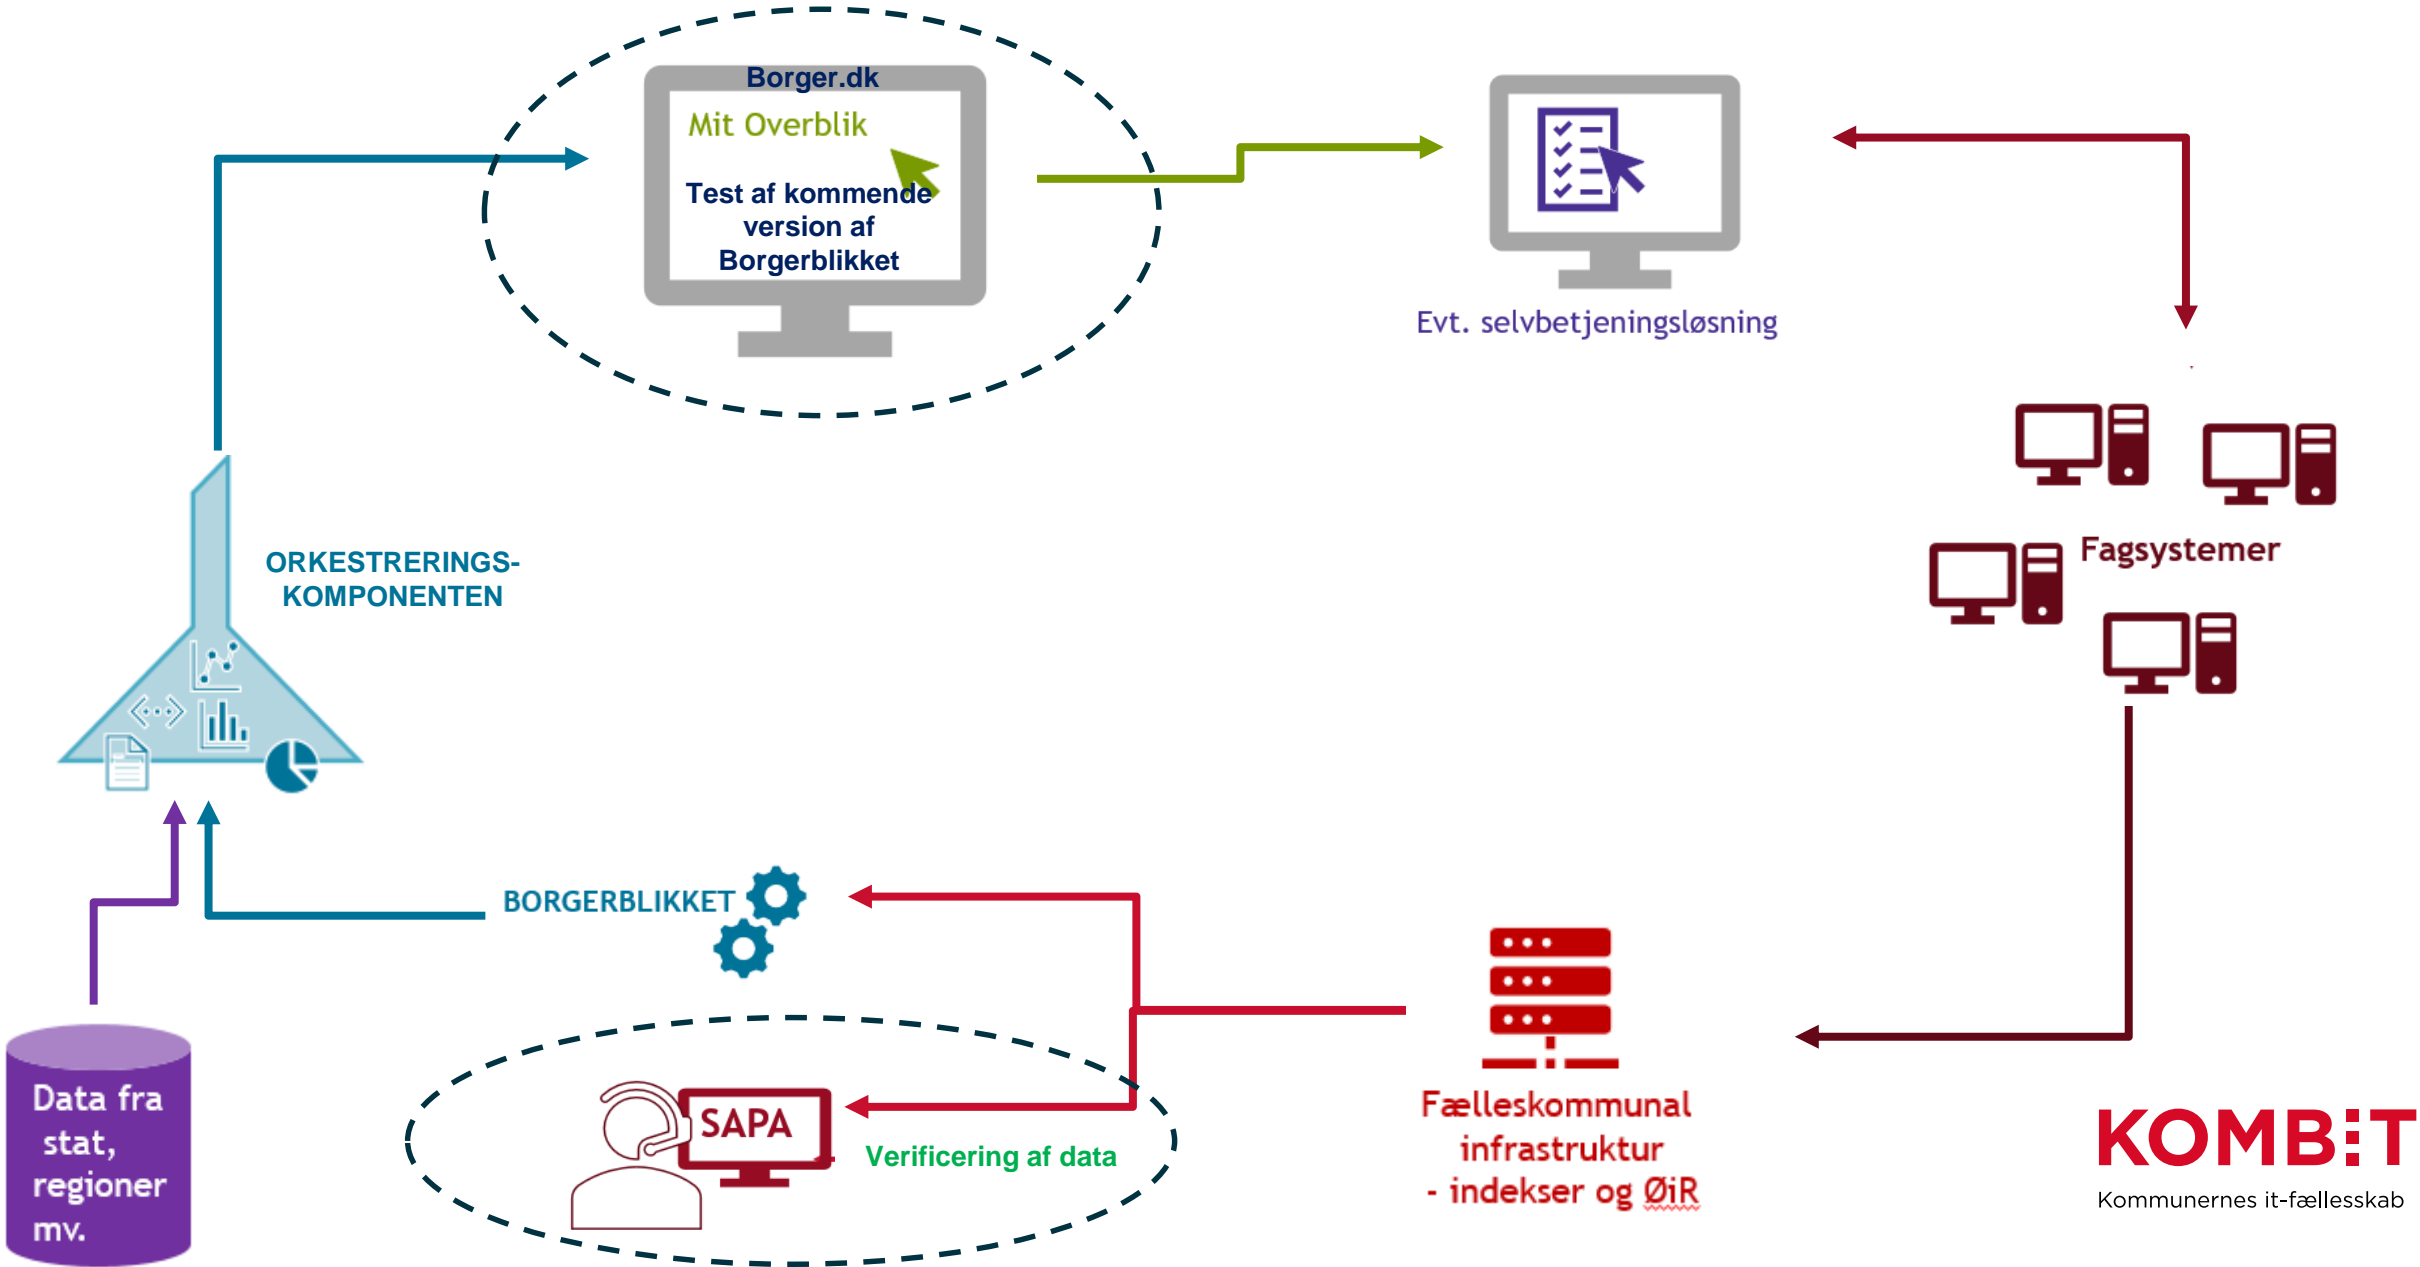 Borger.dk
Mit Overblik
Test af kommende
version af
Borgerblikket
Evt. selvbetjeningsløsning
Fagsystemer
ORKESTRERINGS-
KOMPONENTEN
BORGERBLIKKET
SAPA
Verificering af data
Fælleskommunal
infrastruktur
- indekser og ØiR
Data fra
stat,
regioner
mv.
KOMBIT
Kommunernes it-fællesskab